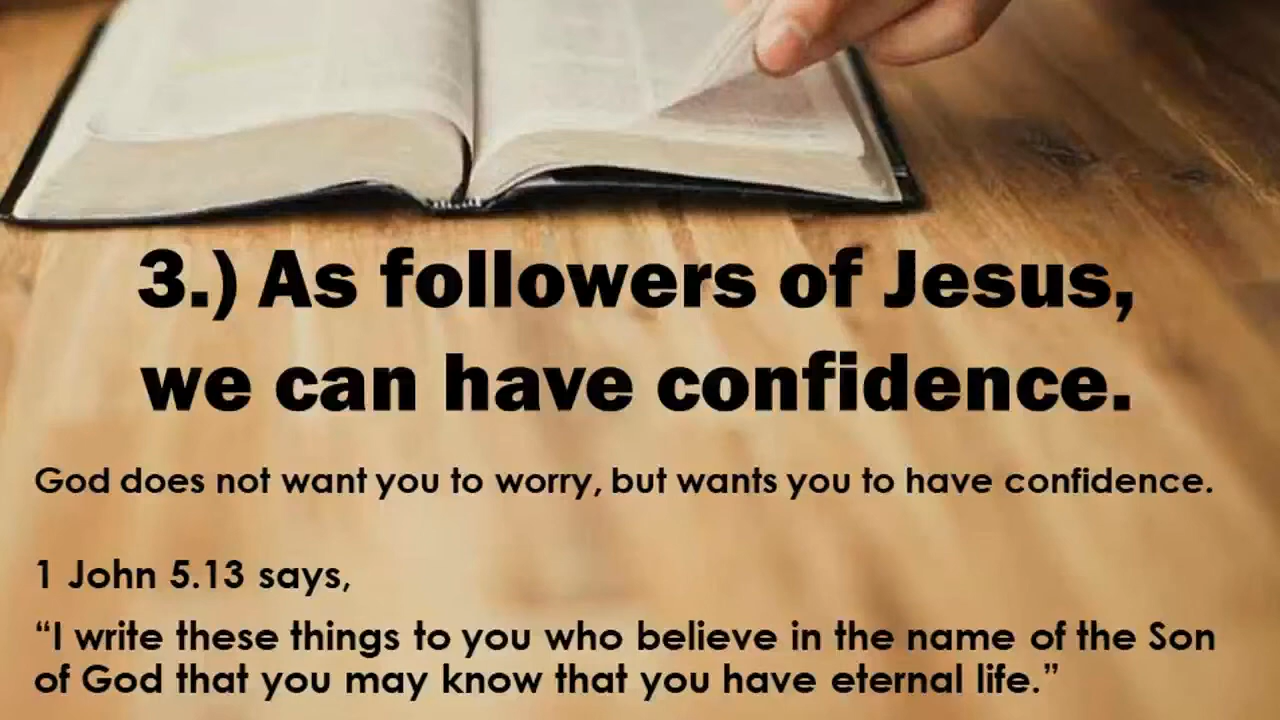 3.) As followers of Jesus,
we can have confidence.
God does not want you to worry, but wants you to have confidence.
1 John 5.13 says,
“I write these things to you who believe in the name of the Son
of God that you may know that you have eternal life.”